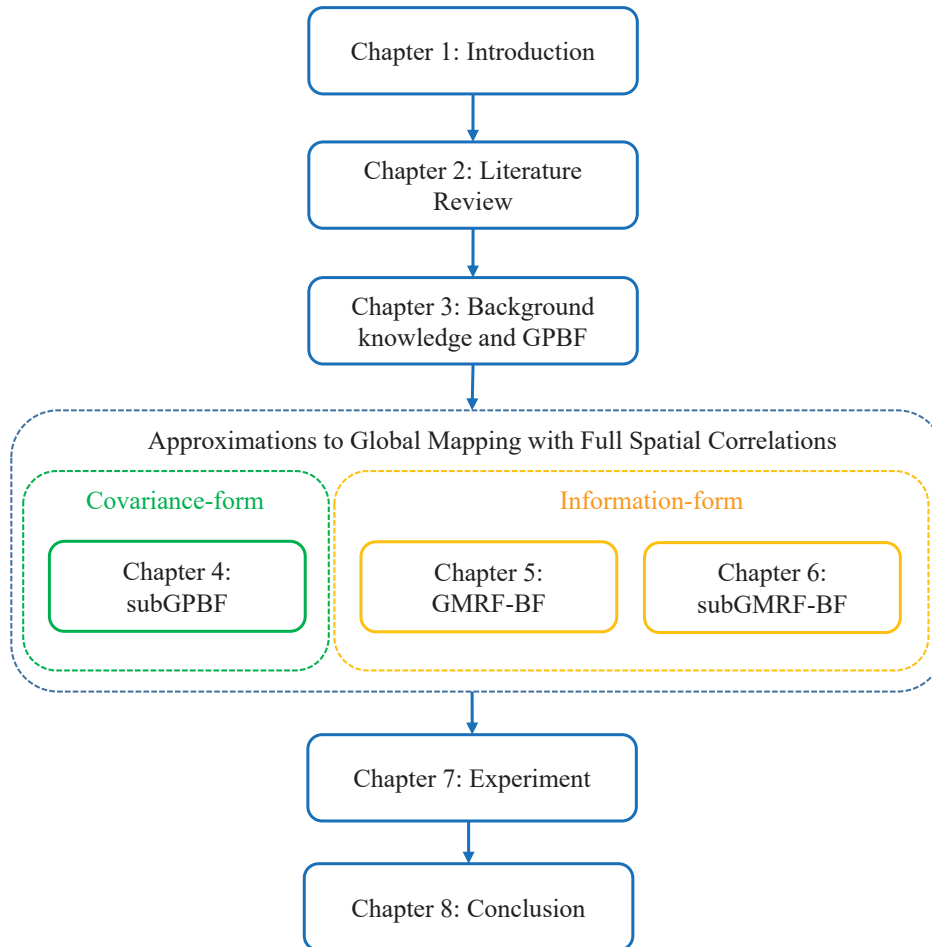 Chapter 1: Introduction
Chapter 2: Literature
Review
Chapter 3: Background
knowledge and GPBF
Approximations to Global Mapping with Full Spatial Correlations
Covariance-form
Chapter 4:
subGPBF
Information-form
Chapter 5:
GMRF-BF
Chapter 6:
subGMRF-BF
Chapter 7: Experiment
Chapter 8: Conclusion